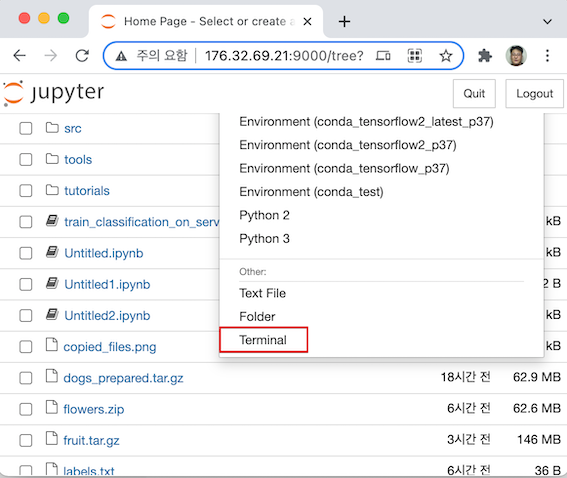 Home Page - Select or create a
주의 요함 | 176.32.69.21:9000/tree?
jupyter
Quit
Logout
Environment (conda_tensorflow2_latest_p37)
src
Environment (conda_tensorflow2_p37)
tools
Environment (conda_tensorflow_p37)
tutorials
Environment (conda_test)
Python 2
train_classification_on_serv
kB
Python 3
Untitled.ipynb
kB
Other:
Untitled1.ipynb
2 B
Text File
Untitled2.ipynb
kB
Folder
copied_files.png
kB
Terminal
dogs_prepared.tar.gz 18시간 전 62.9 MB
flowers.zip 6시간 전 62.6 MB
fruit.tar.gz 3시간 전 146 MB
labels.txt 6시간 전 36 B